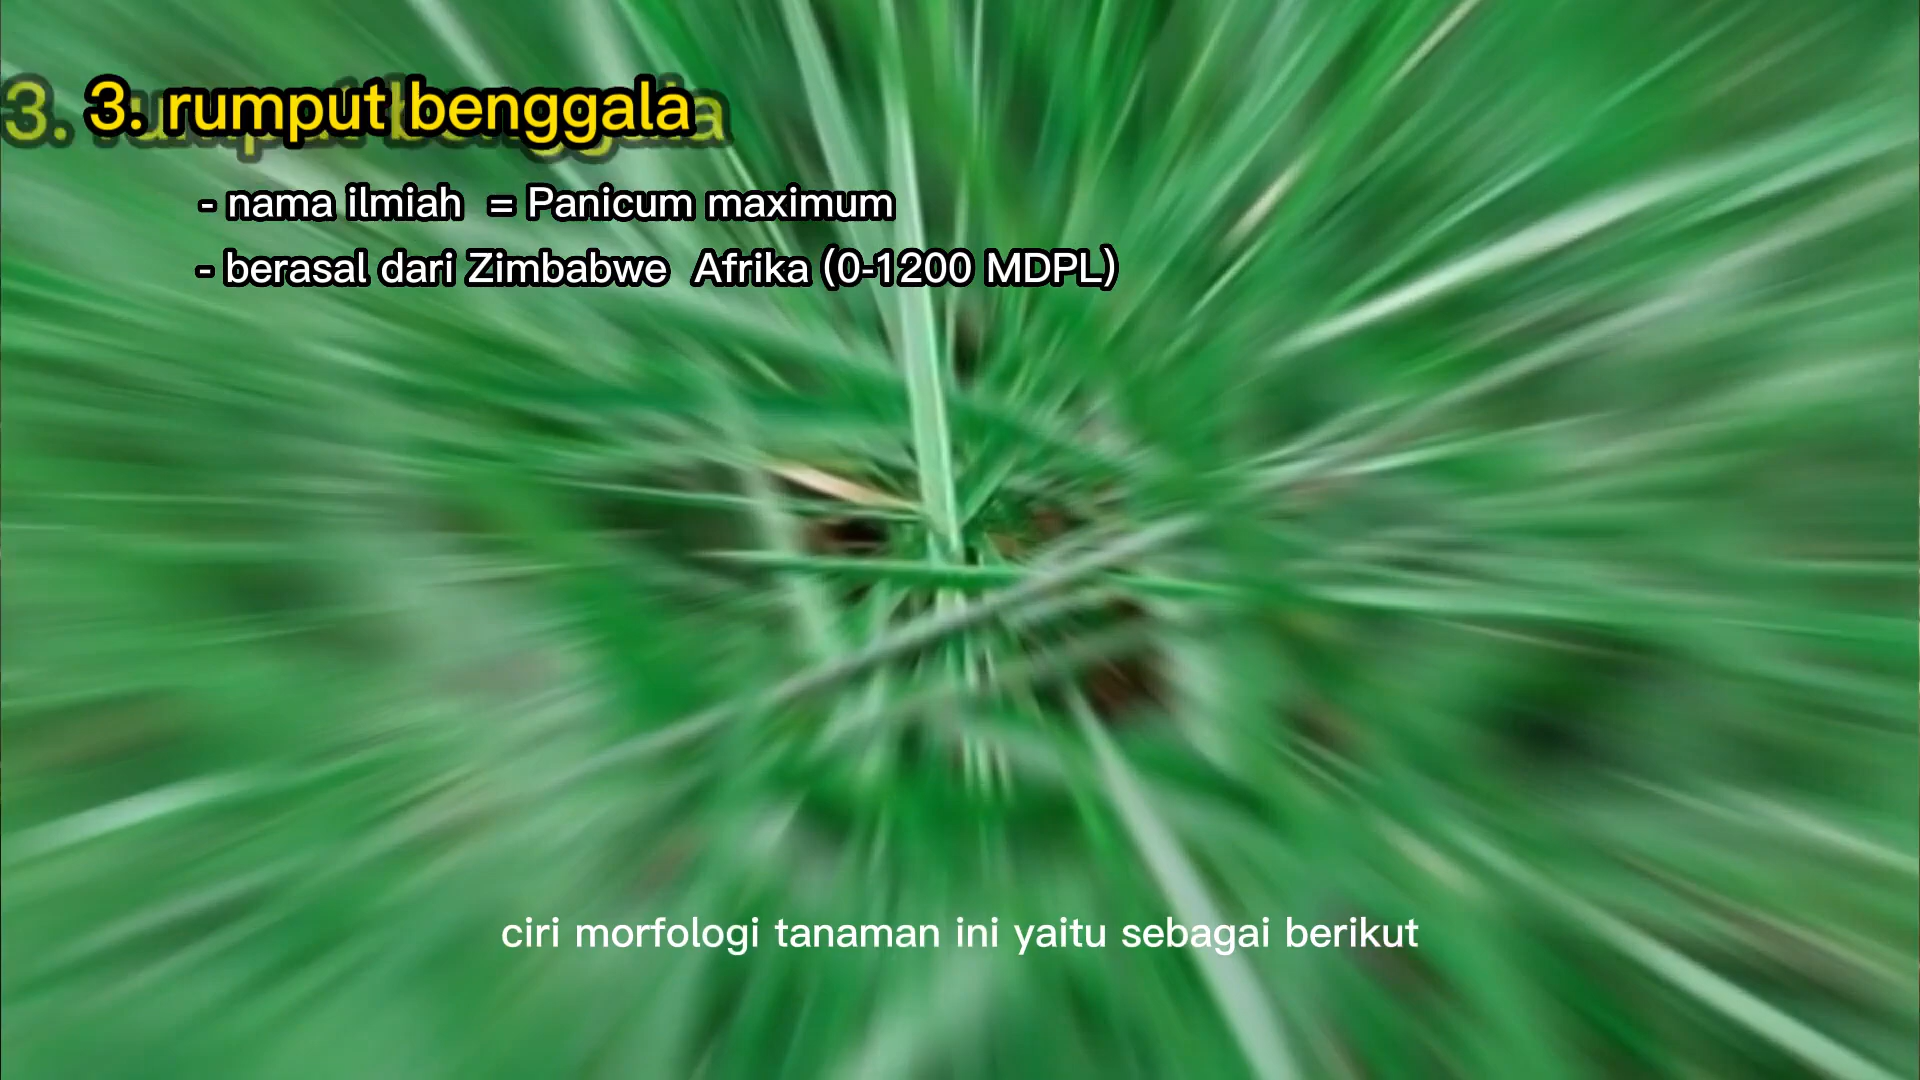 3. rumput benggala
- nama ilmiah = Panicum maximum
- berasal dari Zimbabwe Afrika (0-1200 MDPL)
ciri morfologi tanaman ini yaitu sebagai berikut